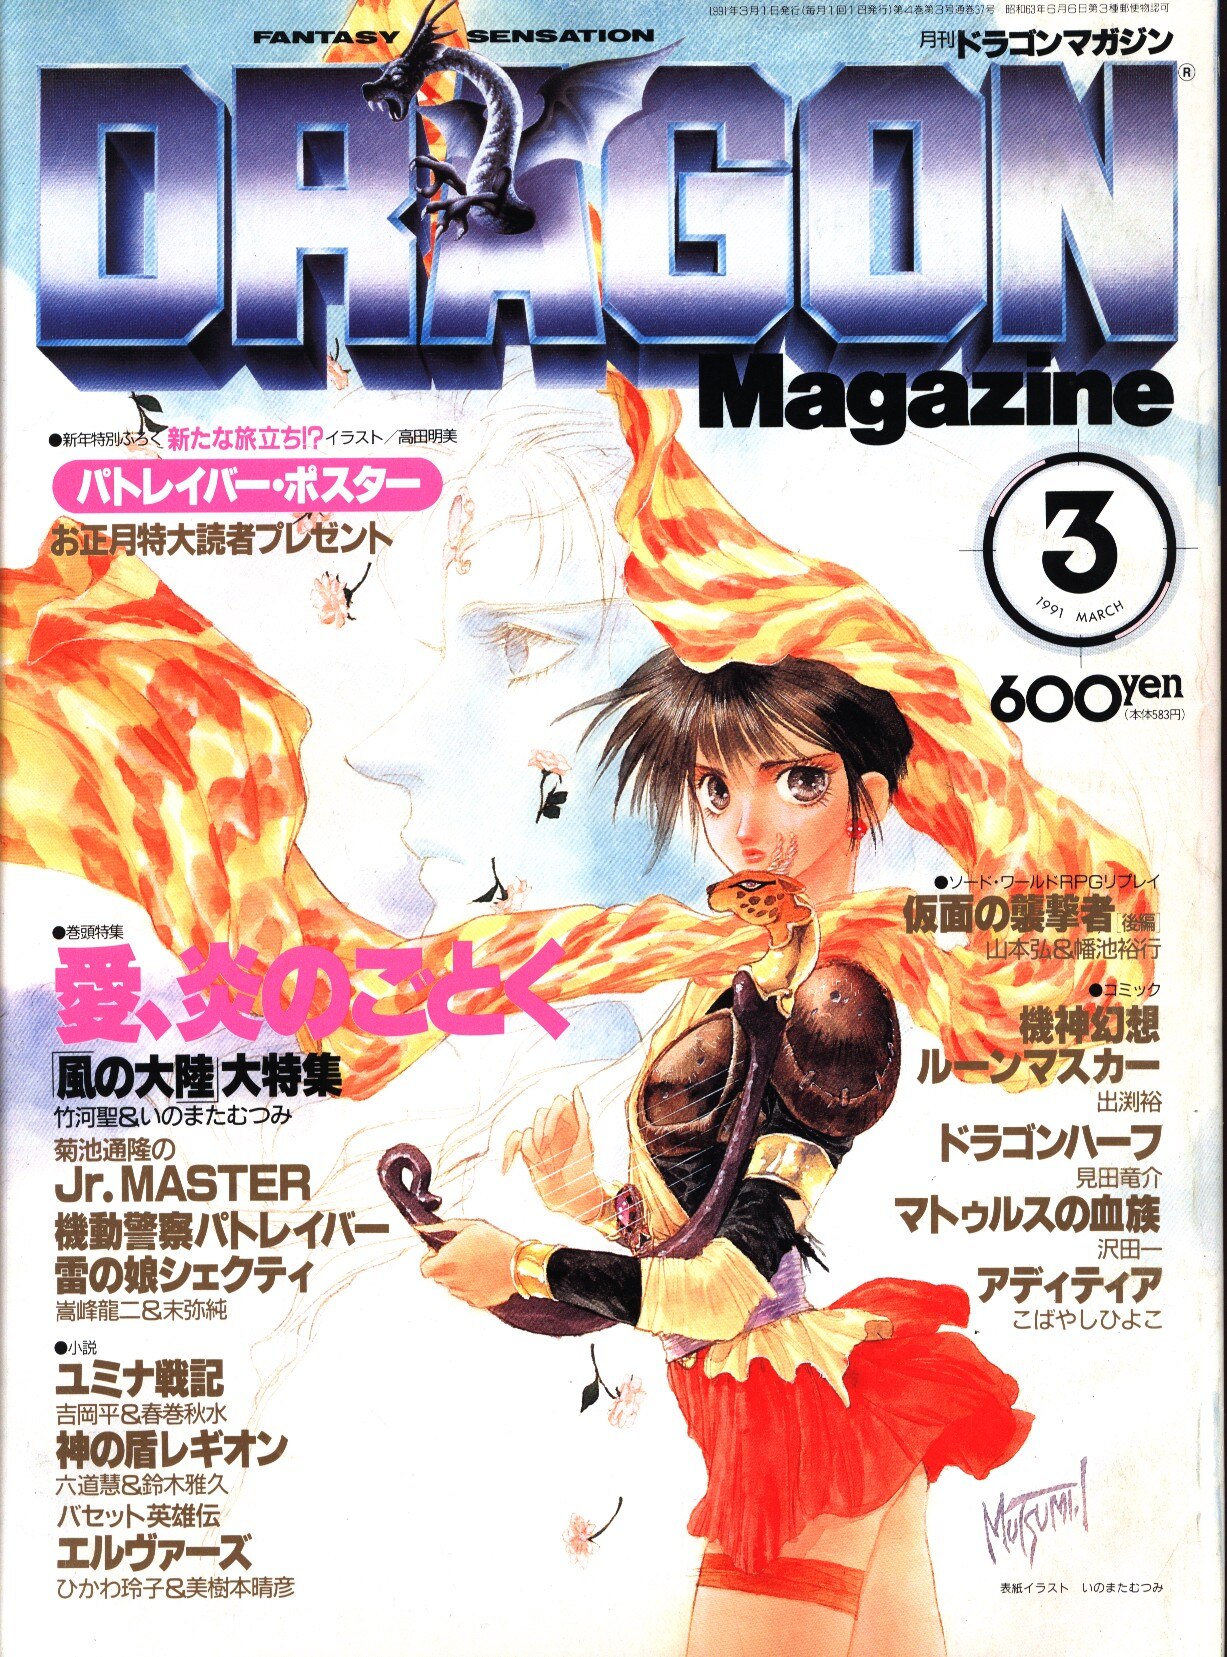 1991年3月1日発行(毎月1回1日発行)第4巻第3号通巻37号 昭和63年6月6日第3種郵便物認可
FANTASY SENSATION
月刊ドラゴンマガジン
DRAGON
®
Magazine
●新年特別ふろく 新たな旅立ち!? イラスト/高田明美
パトレイバー・ポスター
お正月特大読者プレゼント
3
1991 MARCH
600yen
(本体583円)
●ソード・ワールドRPGリプレイ
仮面の襲撃者[後編]
山本弘&幡池裕行
●コミック
機神幻想
ルーンマスカー
出渕裕
ドラゴンハーフ
見田竜介
マトゥルスの血族
沢田一
アディティア
こばやしひよこ
●巻頭特集
愛、炎のごとく
「風の大陸」大特集
竹河聖&いのまたむつみ
菊池通隆の
Jr.MASTER
機動警察パトレイバー
雷の娘シェクティ
嵩峰龍二&末弥純
●小説
ユミナ戦記
吉岡平&春巻秋水
神の盾レギオン
六道慧&鈴木雅久
バセット英雄伝
エルヴァーズ
ひかわ玲子&美樹本晴彦
MUTSUMI.I
表紙イラスト いのまたむつみ